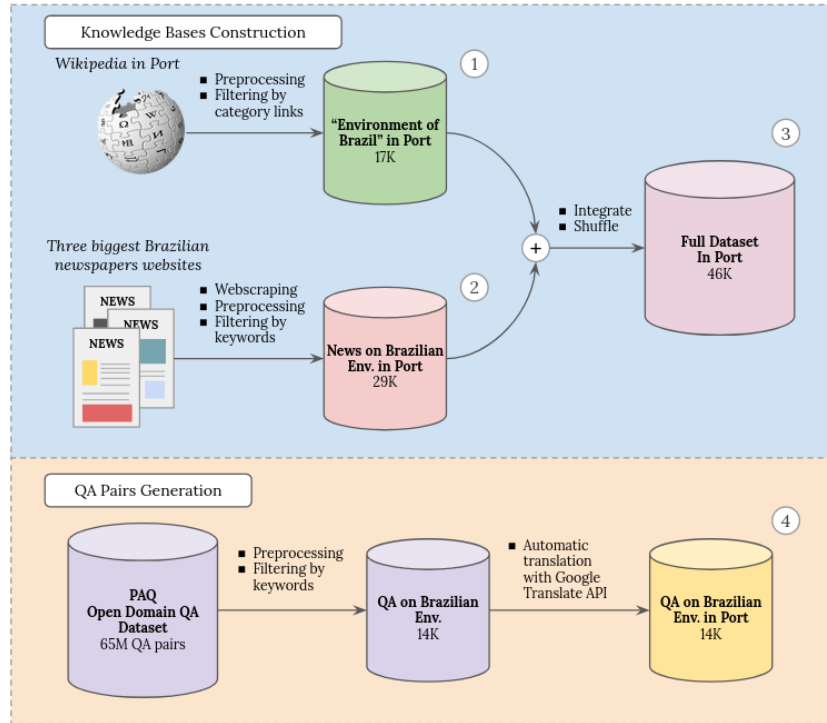 Knowledge Bases Construction
Wikipedia in Port
▪ Preprocessing
▪ Filtering by
category links
1
“Environment of
Brazil” in Port
17K
3
▪ Integrate
▪ Shuffle
+
Full Dataset
In Port
46K
Three biggest Brazilian
newspapers websites
NEWS
NEWS
NEWS
▪ Webscraping
▪ Preprocessing
▪ Filtering by
keywords
2
News on Brazilian
Env. in Port
29K
QA Pairs Generation
4
PAQ
Open Domain QA
Dataset
65M QA pairs
▪ Preprocessing
▪ Filtering by
keywords
QA on Brazilian
Env.
14K
▪ Automatic
translation
with Google
Translate API
QA on Brazilian
Env. in Port
14K